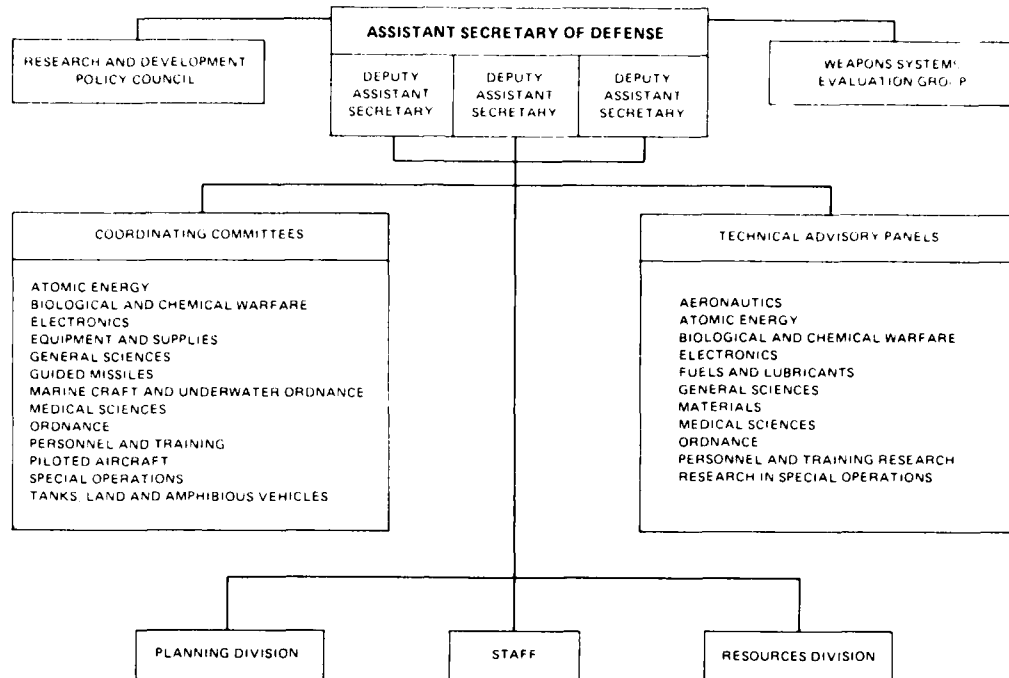 ASSISTANT SECRETARY OF DEFENSE
RESEARCH AND DEVELOPMENT
POLICY COUNCIL
DEPUTY
ASSISTANT
SECRETARY
DEPUTY
ASSISTANT
SECRETARY
DEPUTY
ASSISTANT
SECRETARY
WEAPONS SYSTEMS
EVALUATION GROUP
COORDINATING COMMITTEES
ATOMIC ENERGY
BIOLOGICAL AND CHEMICAL WARFARE
ELECTRONICS
EQUIPMENT AND SUPPLIES
GENERAL SCIENCES
GUIDED MISSILES
MARINE CRAFT AND UNDERWATER ORDNANCE
MEDICAL SCIENCES
ORDNANCE
PERSONNEL AND TRAINING
PILOTED AIRCRAFT
SPECIAL OPERATIONS
TANKS, LAND AND AMPHIBIOUS VEHICLES
TECHNICAL ADVISORY PANELS
AERONAUTICS
ATOMIC ENERGY
BIOLOGICAL AND CHEMICAL WARFARE
ELECTRONICS
FUELS AND LUBRICANTS
GENERAL SCIENCES
MATERIALS
MEDICAL SCIENCES
ORDNANCE
PERSONNEL AND TRAINING RESEARCH
RESEARCH IN SPECIAL OPERATIONS
PLANNING DIVISION
STAFF
RESOURCES DIVISION